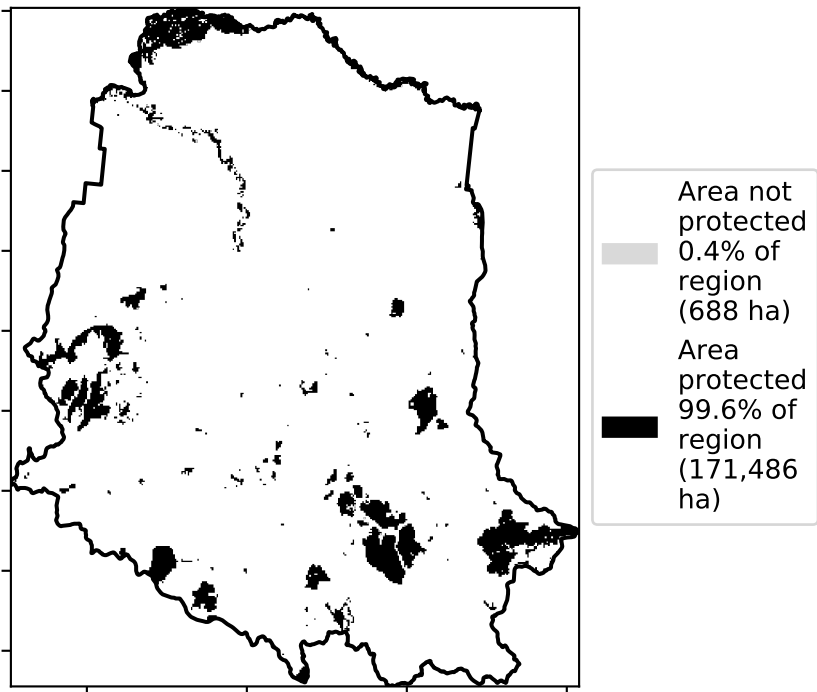 Area not
protected
0.4% of
region
(688 ha)
Area
protected
99.6% of
region
(171,486
ha)